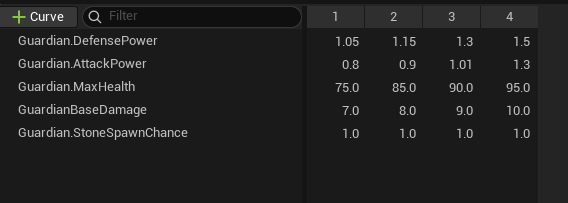 + Curve Filter 1 2 3 4
Guardian.DefensePower 1.05 1.15 1.3 1.5
Guardian.AttackPower 0.8 0.9 1.01 1.3
Guardian.MaxHealth 75.0 85.0 90.0 95.0
GuardianBaseDamage 7.0 8.0 9.0 10.0
Guardian.StoneSpawnChance 1.0 1.0 1.0 1.0